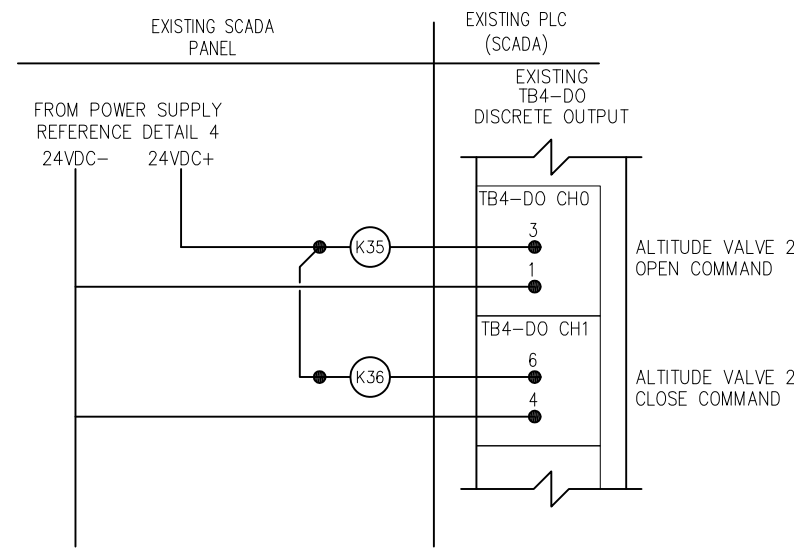 EXISTING SCADA
PANEL
EXISTING PLC
(SCADA)
EXISTING
TB4-DO
DISCRETE OUTPUT
FROM POWER SUPPLY
REFERENCE DETAIL 4
24VDC- 24VDC+
TB4-DO CH0
3
K35
1
ALTITUDE VALVE 2
OPEN COMMAND
TB4-DO CH1
6
K36
4
ALTITUDE VALVE 2
CLOSE COMMAND